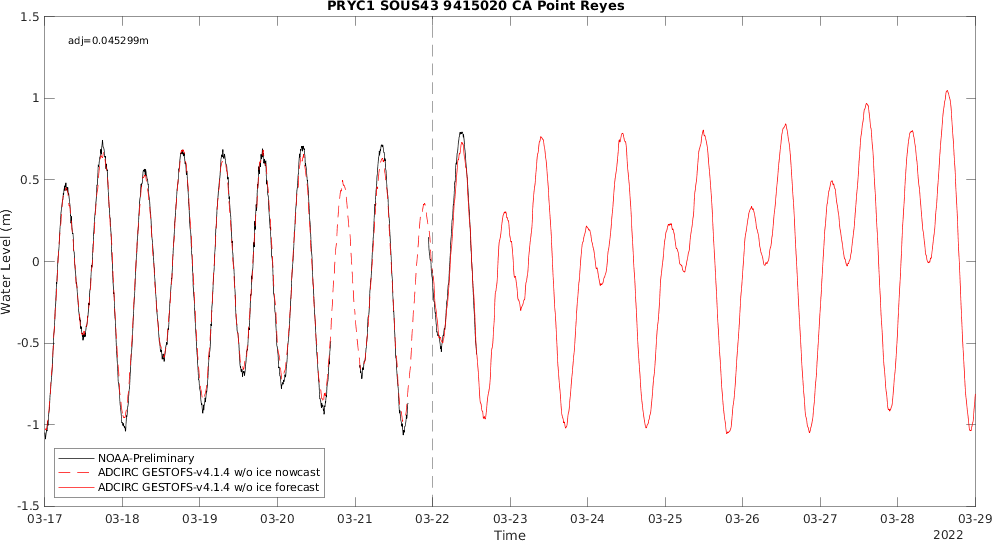 PRYC1 SOUS43 9415020 CA Point Reyes
adj=0.045299m
1.5
1
0.5
0
-0.5
-1
-1.5
Water Level (m)
NOAA-Preliminary
ADCIRC GESTOFS-v4.1.4 w/o ice nowcast
ADCIRC GESTOFS-v4.1.4 w/o ice forecast
03-17 03-18 03-19 03-20 03-21 03-22 03-23 03-24 03-25 03-26 03-27 03-28 03-29
Time
2022